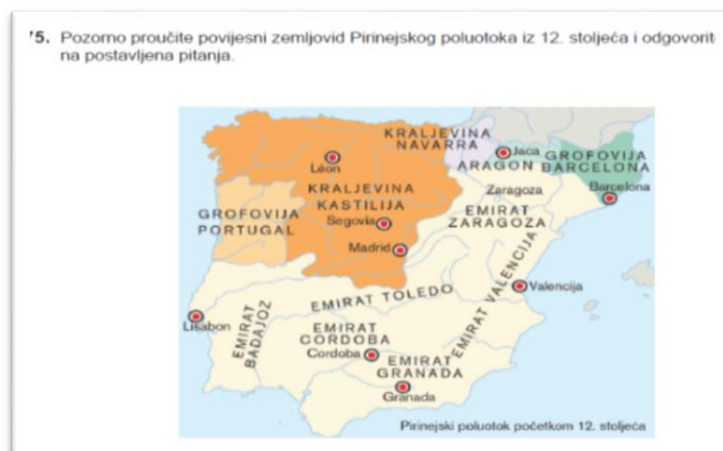 '5. Pozorno proučite povijesni zemljovid Pirinejskog poluotoka iz 12. stoljeća i odgovorit
na postavljena pitanja.
KRALJEVINA
NAVARRA
Jaca
ARAGON
GROFOVIJA
BARCELONA
Barcelona
Léon
KRALJEVINA
KASTILIJA
Segovia
Madrid
Zaragoza
EMIRAT
ZARAGOZA
GROFOVIJA
PORTUGAL
EMIRAT VALENCIJA
Valencija
EMIRAT TOLEDO
Lisabon
EMIRAT
BADAJOZ
EMIRAT
CORDOBA
Cordoba
EMIRAT
GRANADA
Granada
Pirinejski poluotok početkom 12. stoljeća